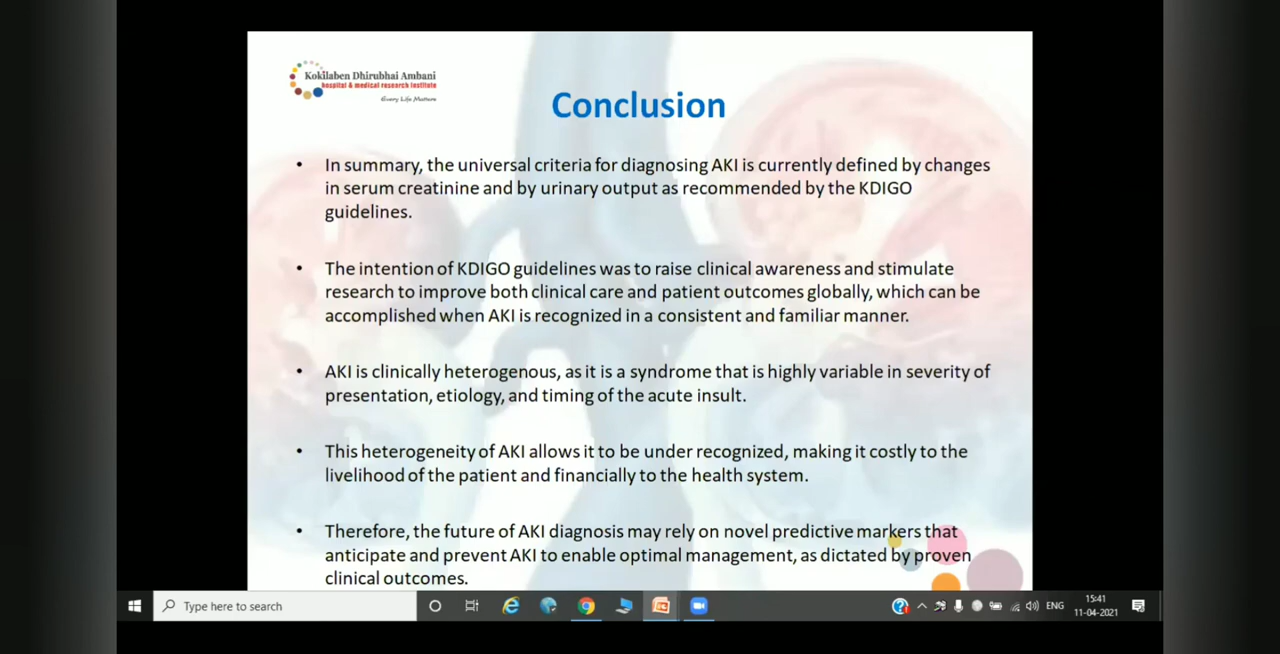 Kokilaben Dhirubhai Ambani
hospital & medical research institute
Every Life Matters
Conclusion
• In summary, the universal criteria for diagnosing AKI is currently defined by changes
in serum creatinine and by urinary output as recommended by the KDIGO
guidelines.
• The intention of KDIGO guidelines was to raise clinical awareness and stimulate
research to improve both clinical care and patient outcomes globally, which can be
accomplished when AKI is recognized in a consistent and familiar manner.
• AKI is clinically heterogenous, as it is a syndrome that is highly variable in severity of
presentation, etiology, and timing of the acute insult.
• This heterogeneity of AKI allows it to be under recognized, making it costly to the
livelihood of the patient and financially to the health system.
• Therefore, the future of AKI diagnosis may rely on novel predictive markers that
anticipate and prevent AKI to enable optimal management, as dictated by proven
clinical outcomes.
Type here to search
ENG
15:41
11-04-2021